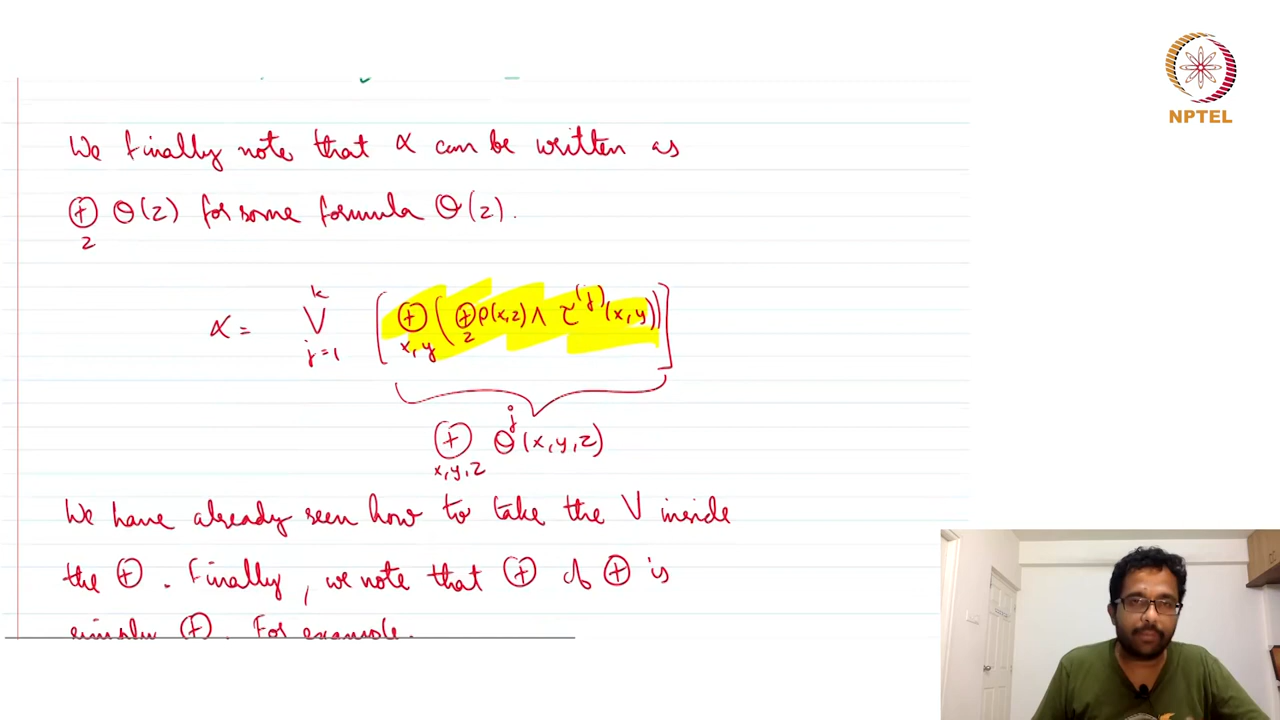 NPTEL
We finally note that α can be written as
⊕_z Θ(z) for some formula Θ(z).
α = ⋁_{j=1}^{k} [ ⊕_{x,y} ( ⊕_z ρ(x,z) ∧ τ^{(j)}(x,y) ) ]
⊕_{x,y,z} Θ^j(x,y,z)
We have already seen how to take the V inside
the ⊕. Finally, we note that ⊕ of ⊕ is
simply ⊕. For example.